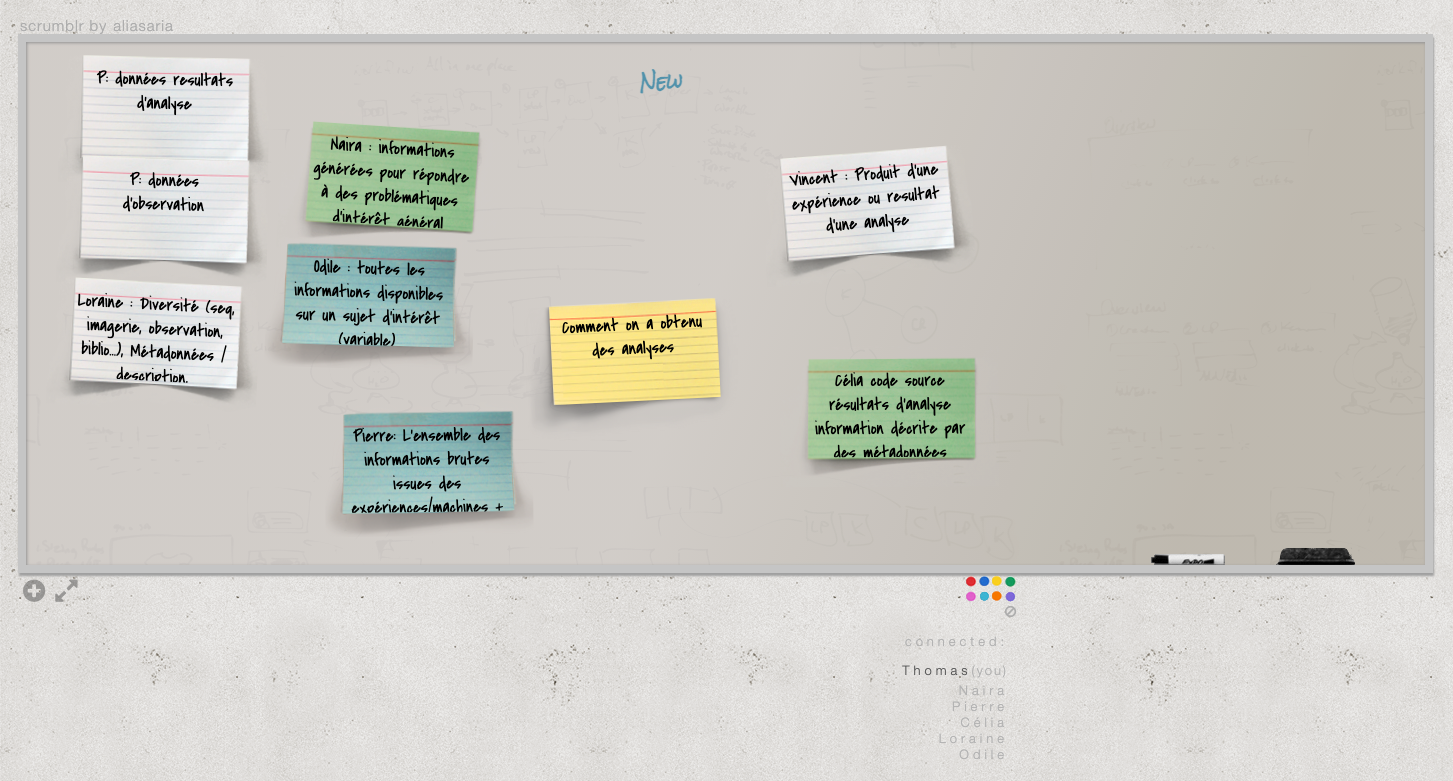 scrumblr by aliasaria
New
P: données resultats
d'analyse
P: données
d'observation
Loraine : Diversité (seq,
imagerie, observation,
biblio...), Métadonnées /
description.
Naira : informations
générées pour répondre
à des problématiques
d'intérêt général
Odile : toutes les
informations disponibles
sur un sujet d'intérêt
(variable)
Pierre: L'ensemble des
informations brutes
issues des
expériences/machines +
Comment on a obtenu
des analyses
Vincent : Produit d'une
expérience ou resultat
d'une analyse
Célia code source
résultats d'analyse
information décrite par
des métadonnées
connected:
Thomas(you)
Naira
Pierre
Célia
Loraine
Odile